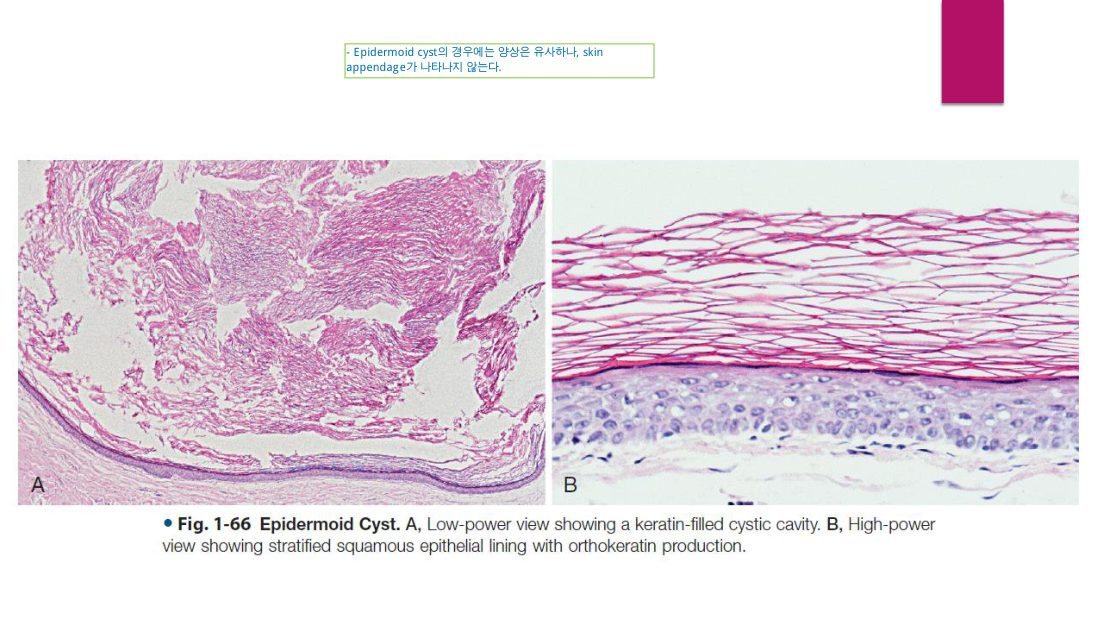 - Epidermoid cyst의 경우에는 양상은 유사하나, skin
appendage가 나타나지 않는다.
A
B
• Fig. 1-66 Epidermoid Cyst. A, Low-power view showing a keratin-filled cystic cavity. B, High-power
view showing stratified squamous epithelial lining with orthokeratin production.